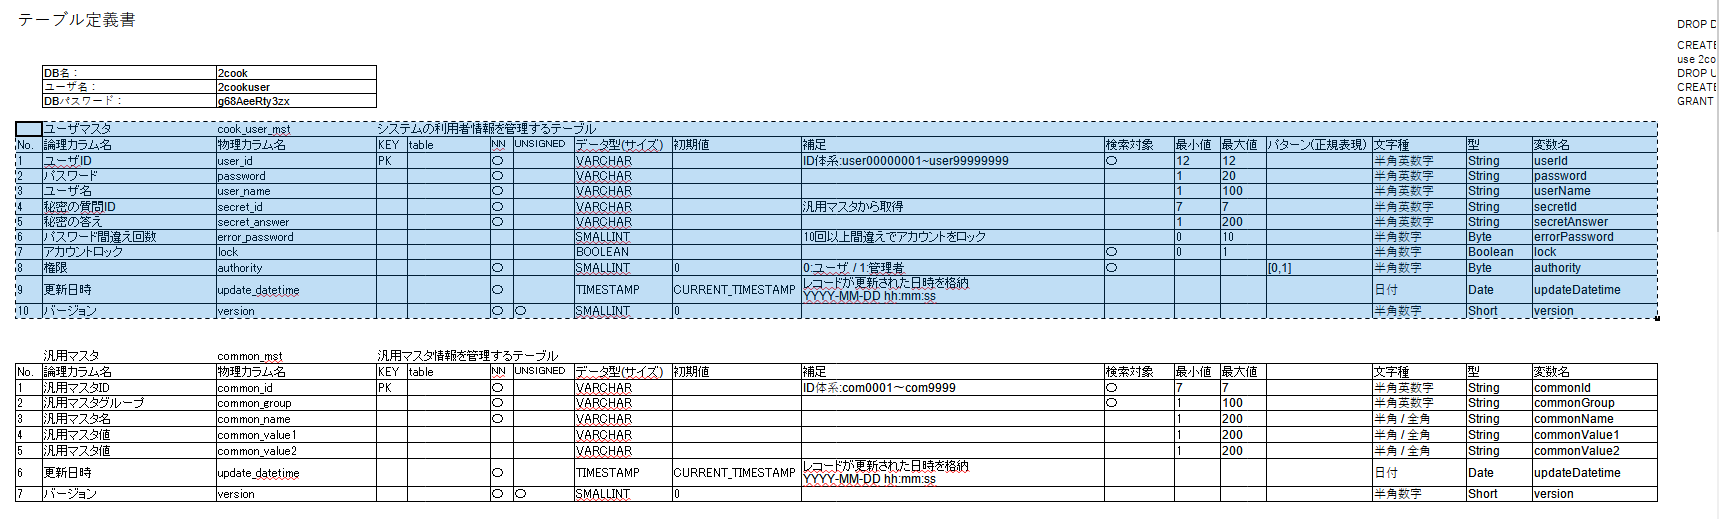 テーブル定義書
DROP D
CREATE
use 2co
DROP U
CREATE
GRANT
DB名： 2cook
ユーザ名： 2cookuser
DBパスワード： g68AeeRty3zx
ユーザマスタ cook_user_mst システムの利用者情報を管理するテーブル
No. 論理カラム名 物理カラム名 KEY table NN UNSIGNED データ型(サイズ) 初期値 補足 検索対象 最小値 最大値 パターン(正規表現) 文字種 型 変数名
1 ユーザID user_id PK 〇 VARCHAR ID体系:user00000001~user99999999 〇 12 12 半角英数字 String userId
2 パスワード password 〇 VARCHAR 1 20 半角英数字 String password
3 ユーザ名 user_name 〇 VARCHAR 1 100 半角英数字 String userName
4 秘密の質問ID secret_id 〇 VARCHAR 汎用マスタから取得 7 7 半角英数字 String secretId
5 秘密の答え secret_answer 〇 VARCHAR 1 200 半角英数字 String secretAnswer
6 パスワード間違え回数 error_password SMALLINT 10回以上間違えでアカウントをロック 0 10 半角数字 Byte errorPassword
7 アカウントロック lock BOOLEAN 〇 0 1 半角数字 Boolean lock
8 権限 authority 〇 SMALLINT 0 0:ユーザ / 1:管理者 〇 [0,1] 半角数字 Byte authority
9 更新日時 update_datetime 〇 TIMESTAMP CURRENT_TIMESTAMP レコードが更新された日時を格納 日付 Date updateDatetime
YYYY-MM-DD hh:mm:ss
10 バージョン version 〇 〇 SMALLINT 0 半角数字 Short version
汎用マスタ common_mst 汎用マスタ情報を管理するテーブル
No. 論理カラム名 物理カラム名 KEY table NN UNSIGNED データ型(サイズ) 初期値 補足 検索対象 最小値 最大値 文字種 型 変数名
1 汎用マスタID common_id PK 〇 VARCHAR ID体系:com0001～com9999 〇 7 7 半角英数字 String commonId
2 汎用マスタグループ common_group 〇 VARCHAR 〇 1 100 半角英数字 String commonGroup
3 汎用マスタ名 common_name 〇 VARCHAR 1 200 半角 / 全角 String commonName
4 汎用マスタ値 common_value1 VARCHAR 1 200 半角 / 全角 String commonValue1
5 汎用マスタ値 common_value2 VARCHAR 1 200 半角 / 全角 String commonValue2
6 更新日時 update_datetime 〇 TIMESTAMP CURRENT_TIMESTAMP レコードが更新された日時を格納 日付 Date updateDatetime
YYYY-MM-DD hh:mm:ss
7 バージョン version 〇 〇 SMALLINT 0 半角数字 Short version